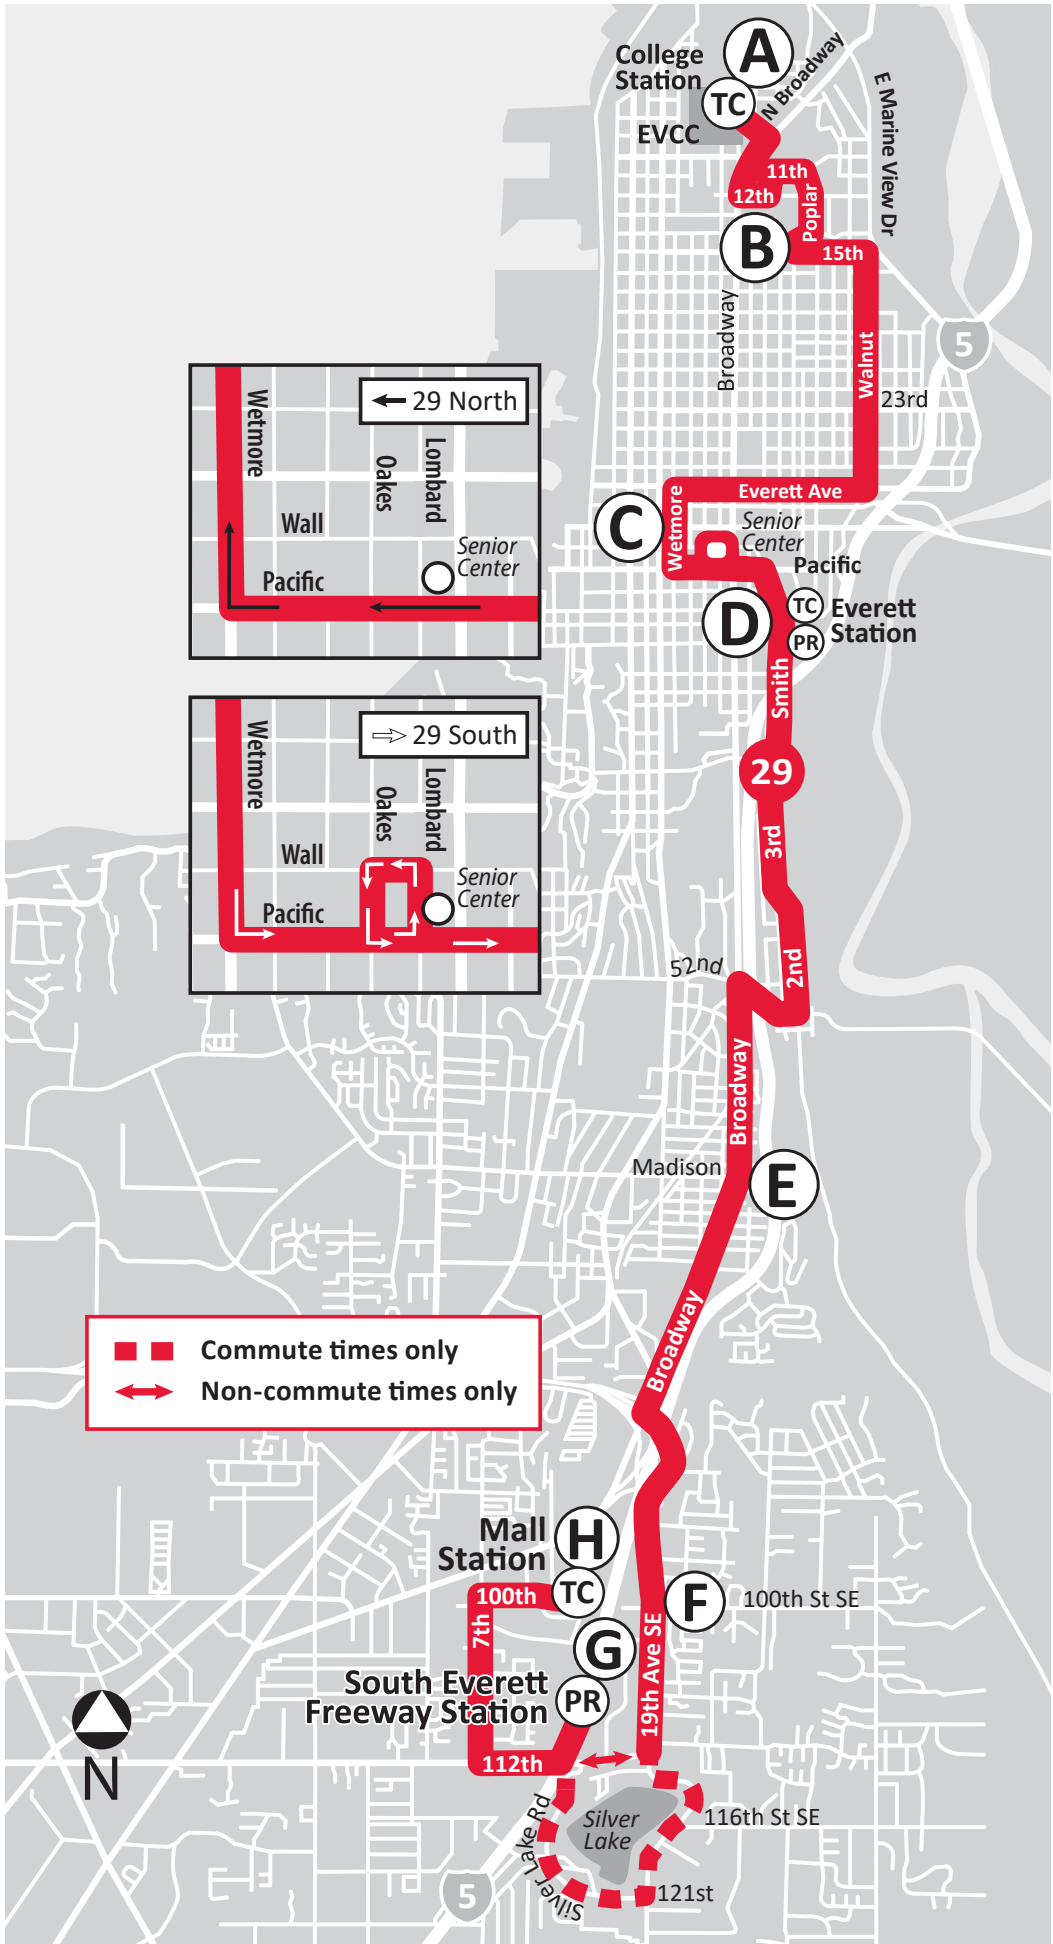 A
College
Station
TC
N Broadway
E Marine View Dr
EVCC
11th
12th
Poplar
B
15th
Broadway
Walnut
5
23rd
29 North
Wetmore
Oakes
Lombard
Wall
Senior
Center
Pacific
Everett Ave
Wetmore
C
Senior
Center
Pacific
D
TC
PR
Everett
Station
Smith
29
29 South
Wetmore
Oakes
Lombard
Wall
Senior
Center
Pacific
3rd
2nd
52nd
Broadway
Madison
E
Broadway
Commute times only
Non-commute times only
H
Mall
Station
TC
100th
7th
F
100th St SE
G
19th Ave SE
South Everett
Freeway Station
PR
112th
N
Silver
Lake
116th St SE
Silver Lake Rd
121st
5